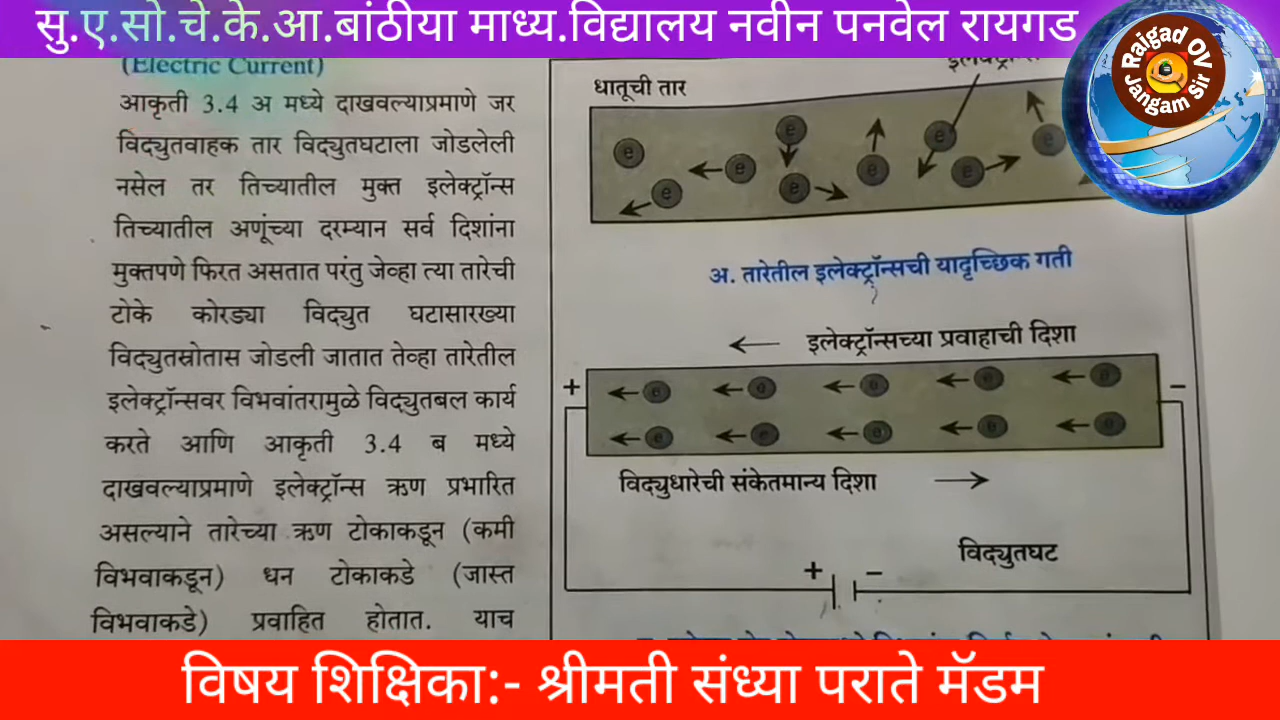 सु.ए.सो.चे.के.आ.बांठीया माध्य.विद्यालय नवीन पनवेल रायगड
Raigad OV
Jangam Sir
(Electric Current)
आकृती 3.4 अ मध्ये दाखवल्याप्रमाणे जर
विद्युतवाहक तार विद्युतघटाला जोडलेली
नसेल तर तिच्यातील मुक्त इलेक्ट्रॉन्स
तिच्यातील अणूंच्या दरम्यान सर्व दिशांना
मुक्तपणे फिरत असतात परंतु जेव्हा त्या तारेची
टोके कोरड्या विद्युत घटासारख्या
विद्युतस्रोतास जोडली जातात तेव्हा तारेतील
इलेक्ट्रॉन्सवर विभवांतरामुळे विद्युतबल कार्य
करते आणि आकृती 3.4 ब मध्ये
दाखवल्याप्रमाणे इलेक्ट्रॉन्स ऋण प्रभारित
असल्याने तारेच्या ऋण टोकाकडून (कमी
विभवाकडून) धन टोकाकडे (जास्त
विभवाकडे) प्रवाहित होतात. याच
धातूची तार
e e e e e e e e
अ. तारेतील इलेक्ट्रॉन्सची यादृच्छिक गती
इलेक्ट्रॉन्सच्या प्रवाहाची दिशा
+ e e e e e −
e e e e e
विद्युधारेची संकेतमान्य दिशा
विद्युतघट
+ −
विषय शिक्षिका:- श्रीमती संध्या पराते मॅडम